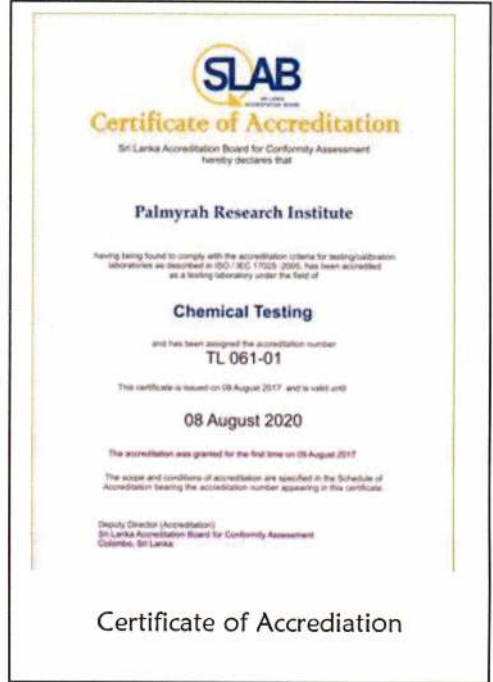 SLAB
SRI LANKA
ACCREDITATION BOARD
Certificate of Accreditation
Sri Lanka Accreditation Board for Conformity Assessment
hereby declares that
Palmyrah Research Institute
having being found to comply with the accreditation criteria for testing/calibration
laboratories as described in ISO / IEC 17025 :2005, has been accredited
as a testing laboratory under the field of
Chemical Testing
and has been assigned the accreditation number
TL 061-01
This certificate is issued on 09 August 2017 and is valid until
08 August 2020
The accreditation was granted for the first time on 09 August 2017
The scope and conditions of accreditation are specified in the Schedule of
Accreditation bearing the accreditation number appearing in this certificate.
Deputy Director (Accreditation)
Sri Lanka Accreditation Board for Conformity Assessment
Colombo, Sri Lanka
Certificate of Accrediation